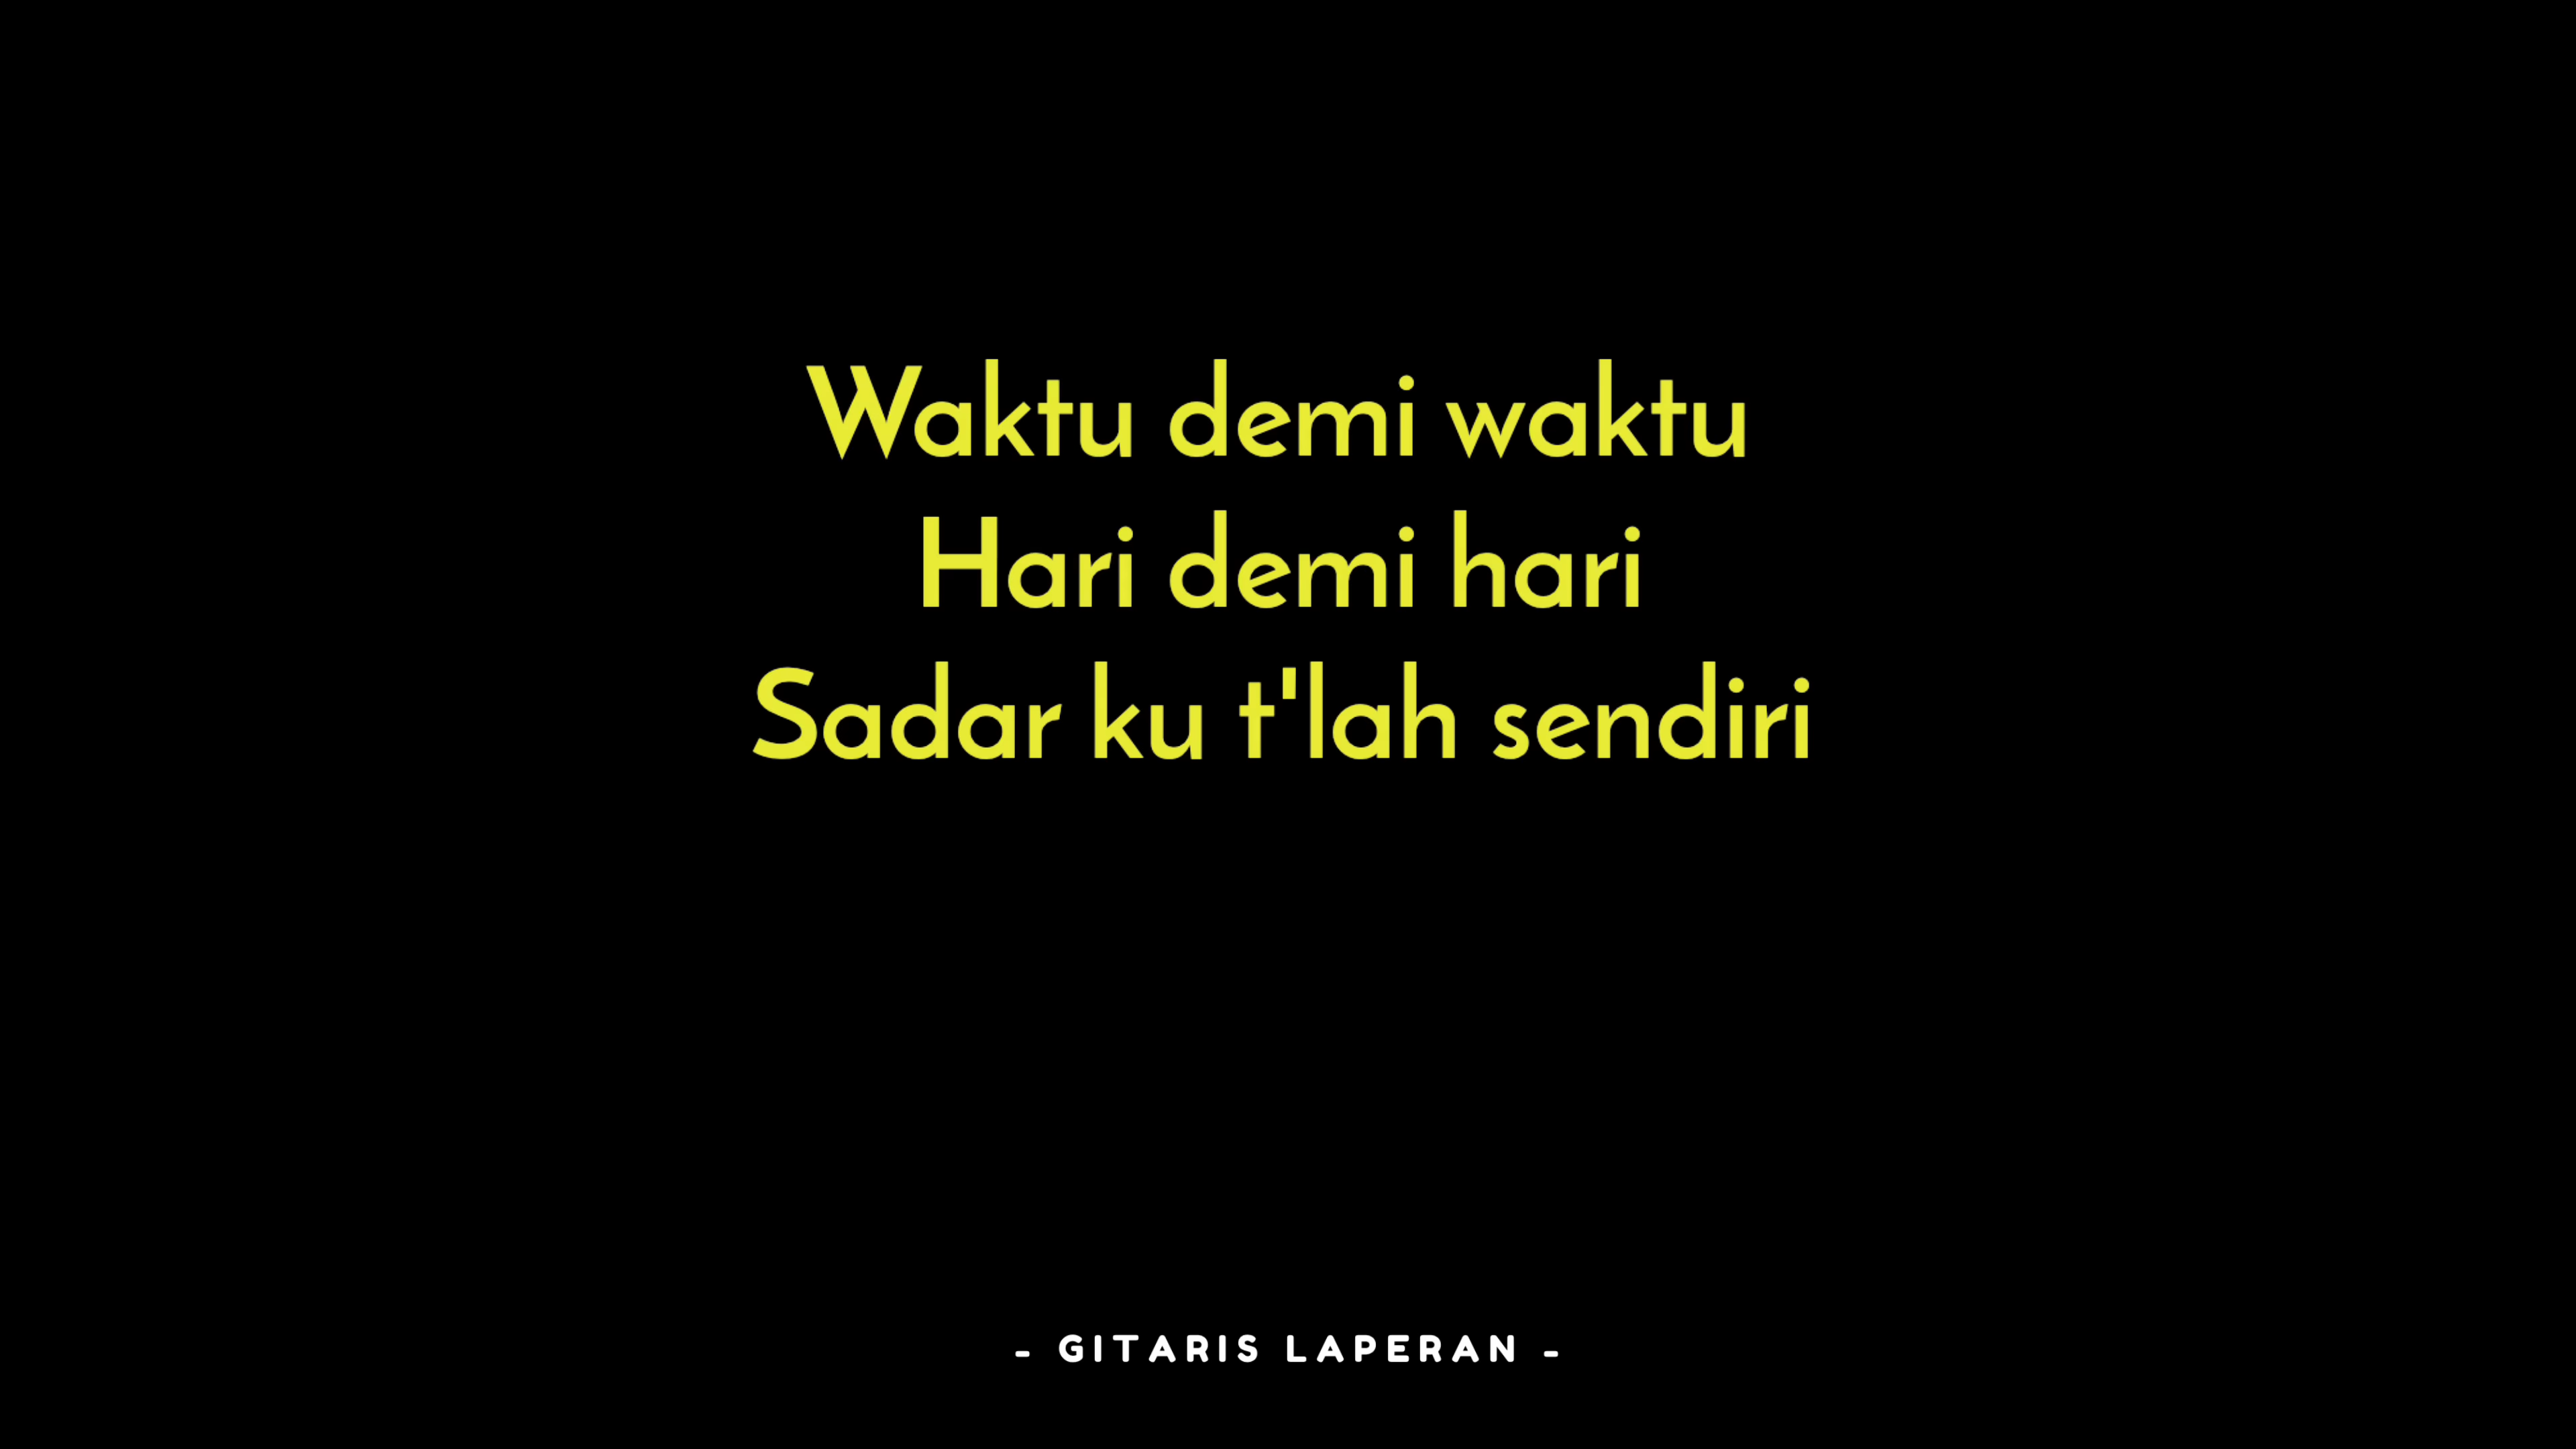 Waktu demi waktu
Hari demi hari
Sadar ku t'lah sendiri
- GITARIS LAPERAN -